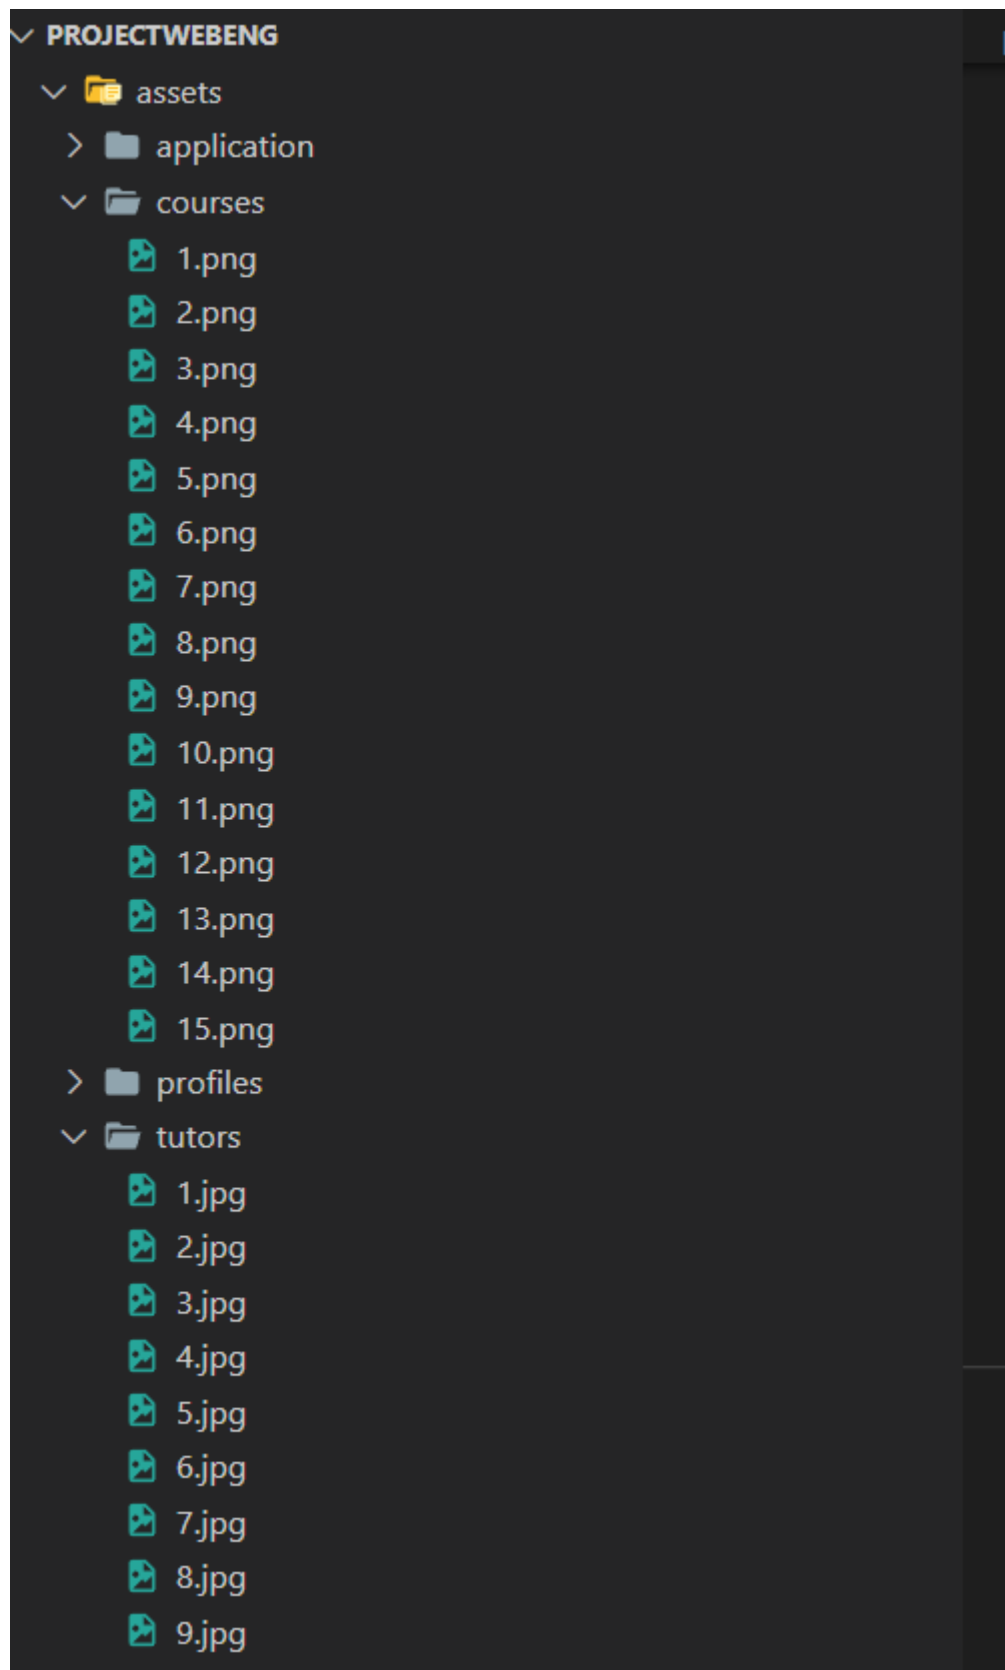 PROJECTWEBENG
assets
application
courses
1.png
2.png
3.png
4.png
5.png
6.png
7.png
8.png
9.png
10.png
11.png
12.png
13.png
14.png
15.png
profiles
tutors
1.jpg
2.jpg
3.jpg
4.jpg
5.jpg
6.jpg
7.jpg
8.jpg
9.jpg